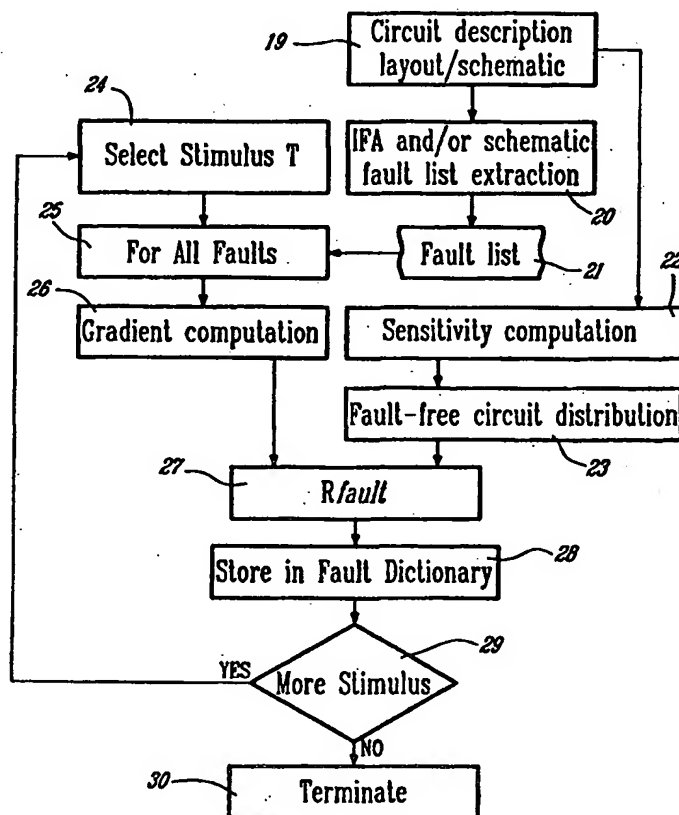 19
Circuit description
layout/schematic
24
Select Stimulus T
IFA and/or schematic
fault list extraction
20
25
For All Faults
Fault list
21
22
26
Gradient computation
Sensitivity computation
Fault-free circuit distribution
23
27
Rfault
Store in Fault Dictionary
28
29
YES
More Stimulus
NO
30
Terminate